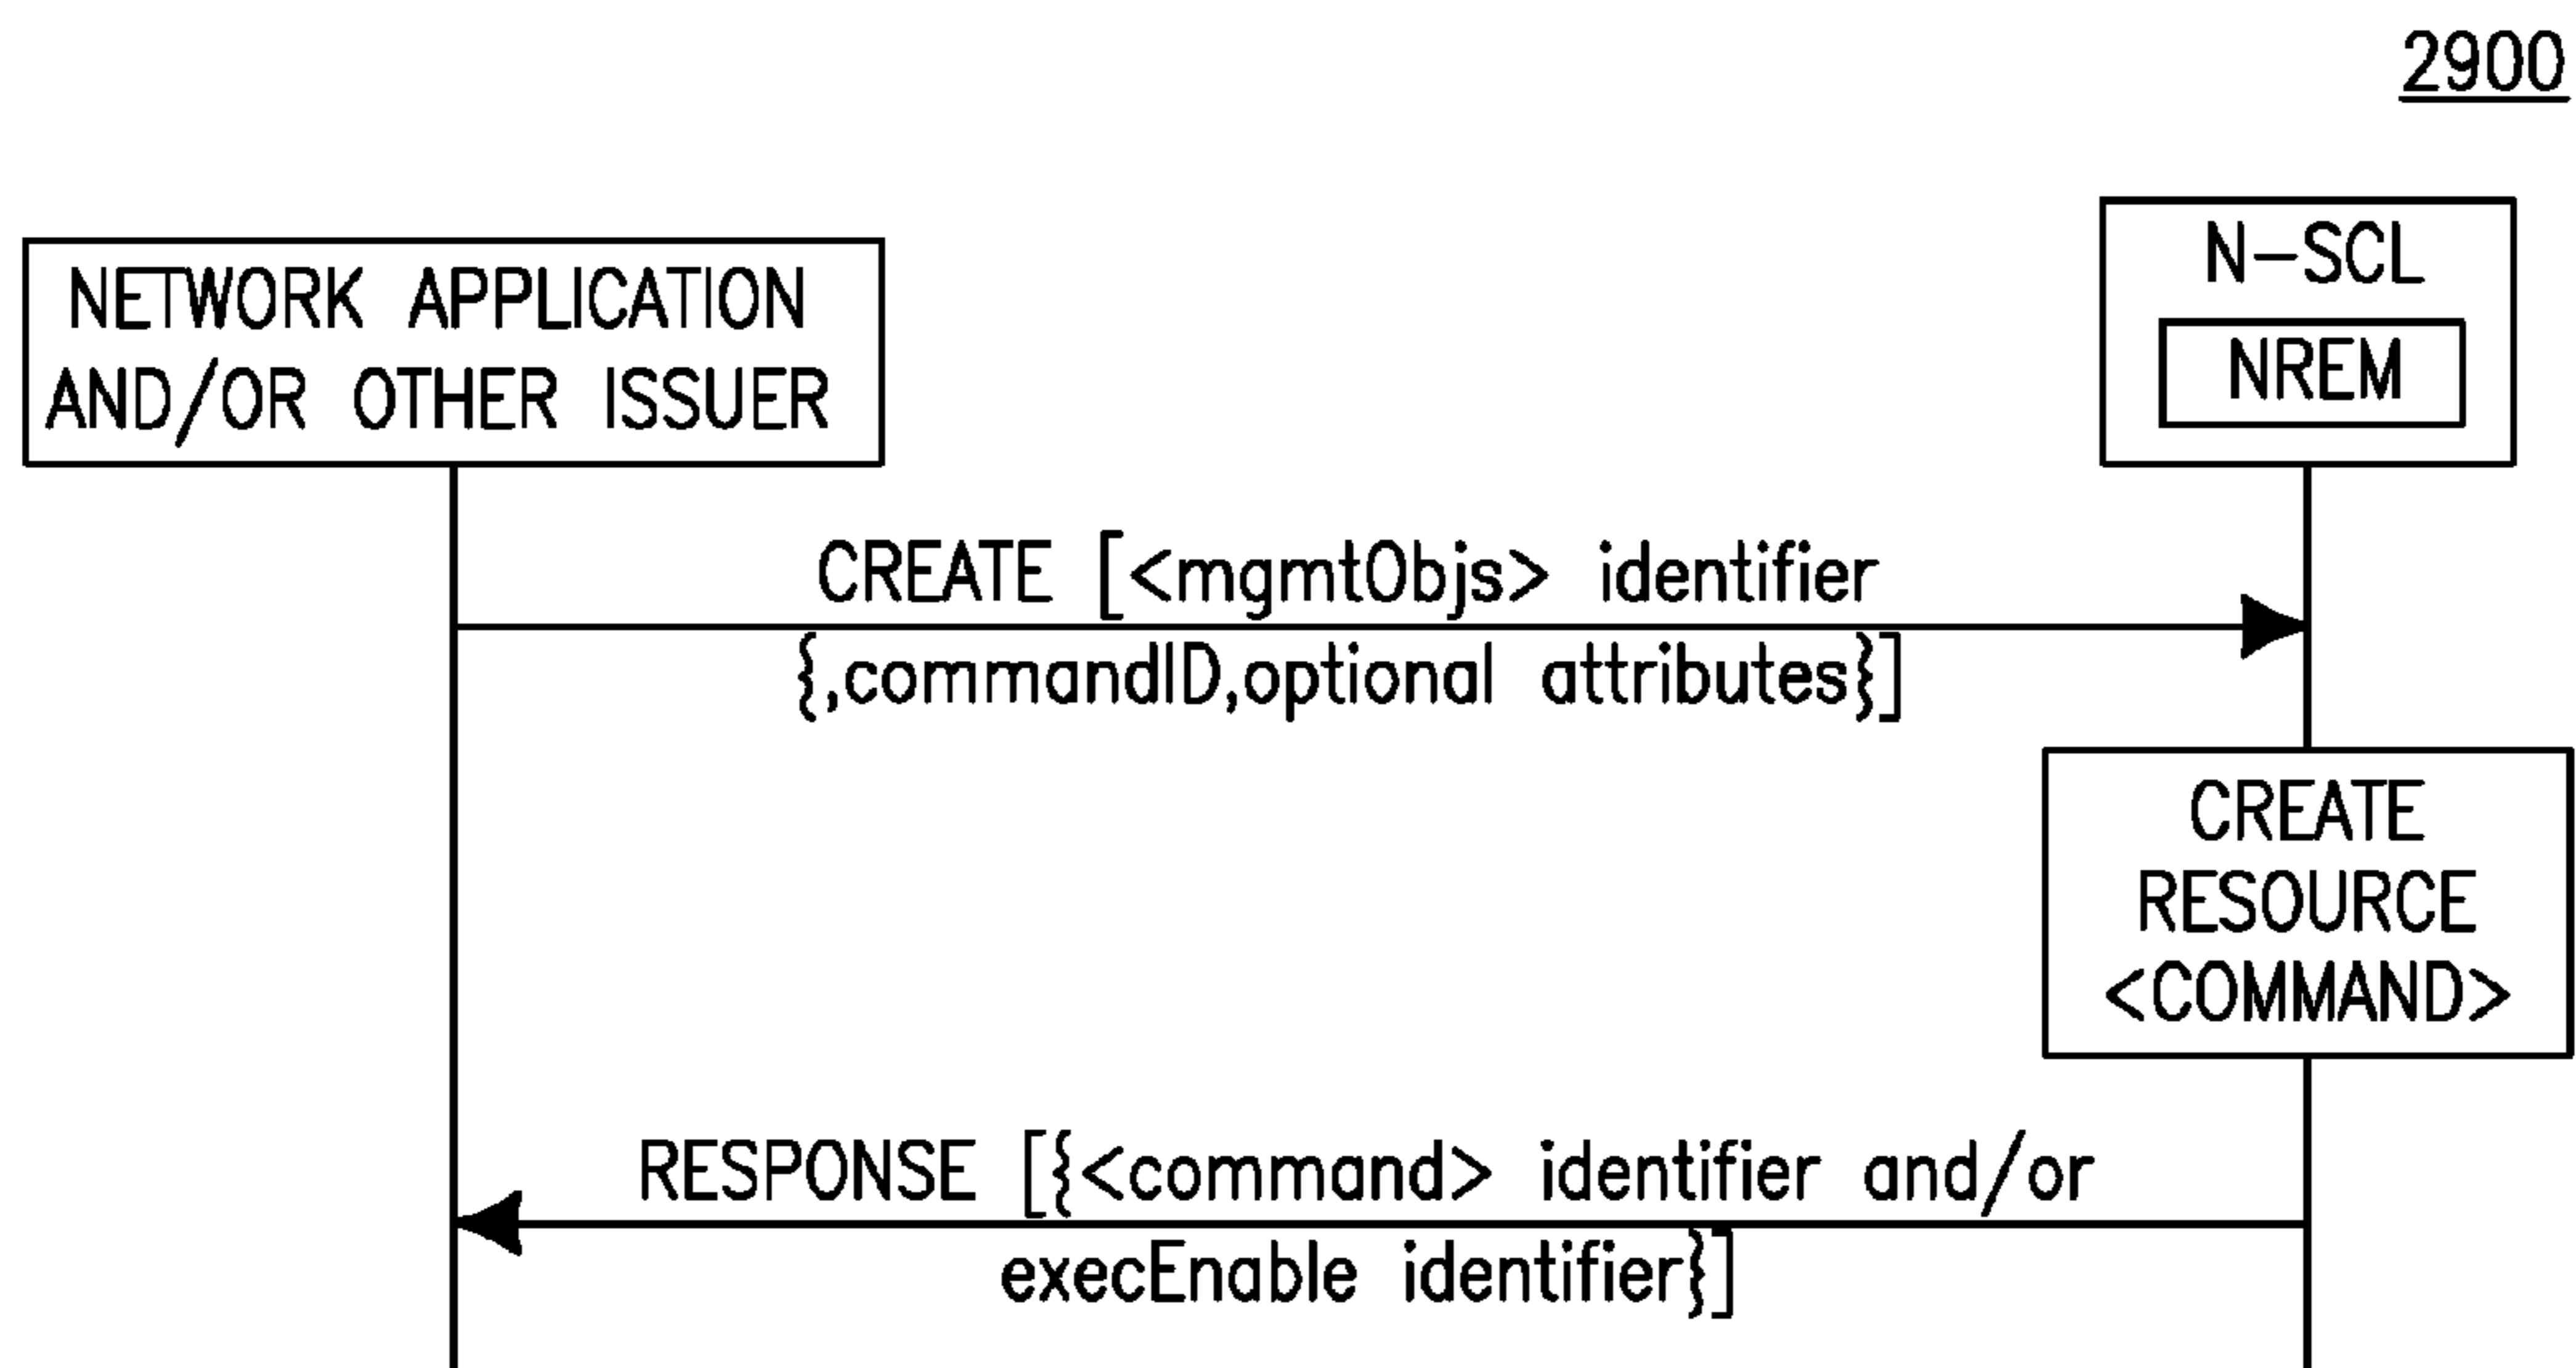 2900
NETWORK APPLICATION
AND/OR OTHER ISSUER
N-SCL
NREM
CREATE [<mgmtObjs> identifier
{,commandID,optional attributes}]
CREATE
RESOURCE
<COMMAND>
RESPONSE [{<command> identifier and/or
execEnable identifier}]